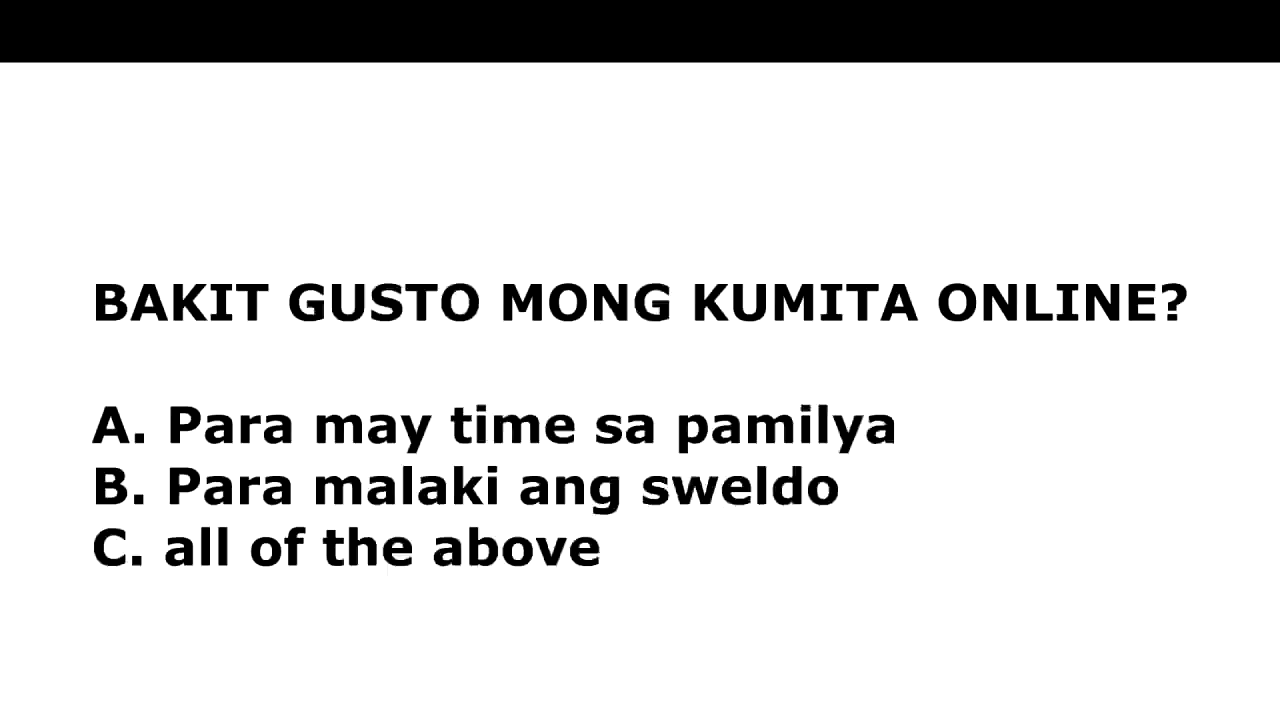 BAKIT GUSTO MONG KUMITA ONLINE?
A. Para may time sa pamilya
B. Para malaki ang sweldo
C. all of the above